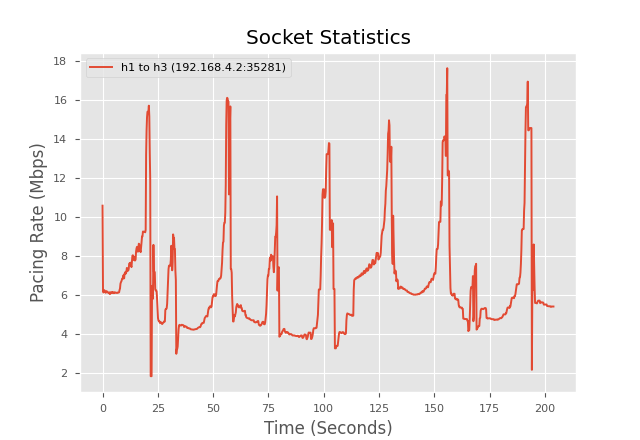 Socket Statistics
h1 to h3 (192.168.4.2:35281)
Pacing Rate (Mbps)
18
16
14
12
10
8
6
4
2
0 25 50 75 100 125 150 175 200
Time (Seconds)